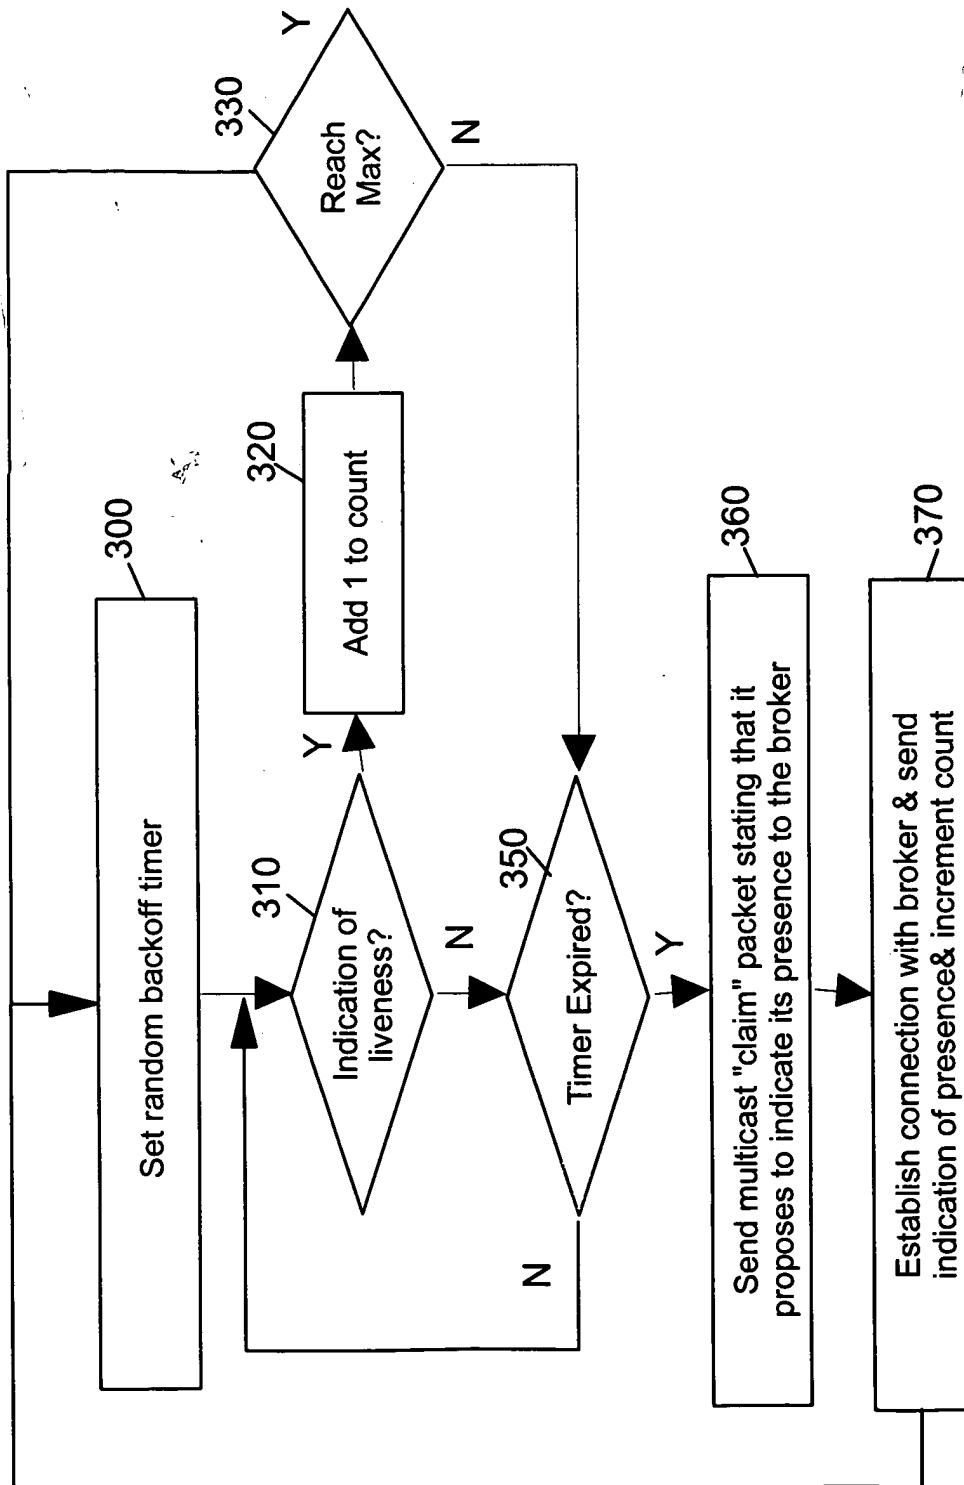 300
Set random backoff timer
310
Indication of
liveness?
Y
N
320
Add 1 to count
330
Reach
Max?
Y
N
350
Timer Expired?
N
Y
360
Send multicast "claim" packet stating that it
proposes to indicate its presence to the broker
370
Establish connection with broker & send
indication of presence& increment count